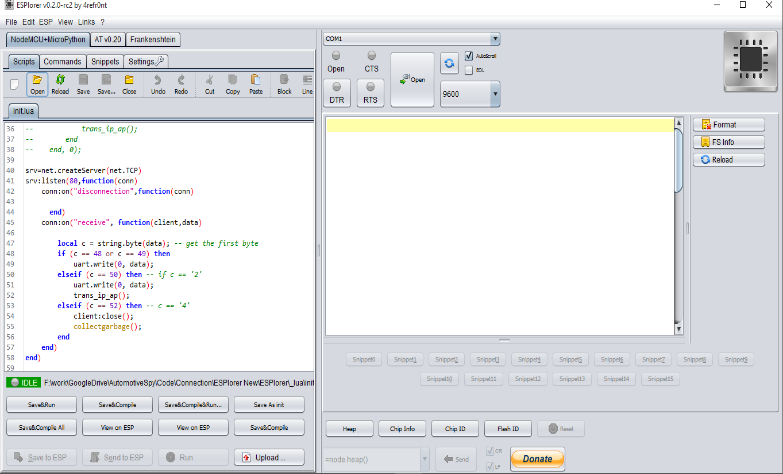 ESPlorer v0.2.0-rc2 by 4refr0nt
File Edit ESP View Links ?
NodeMCU+MicroPython AT v0.20 Frankenshtein
Scripts Commands Snippets Settings
Open Reload Save Save... Close Undo Redo Cut Copy Paste Block Line
init.lua
36 -- trans_ip_ap();
37 -- end
38 -- end, 0);
39
40 srv=net.createServer(net.TCP)
41 srv:listen(80,function(conn)
42 conn:on("disconnection",function(conn)
43
44 end)
45 conn:on("receive", function(client,data)
46
47 local c = string.byte(data); -- get the first byte
48 if (c == 48 or c == 49) then
49 uart.write(0, data);
50 elseif (c == 50) then -- if c == '2'
51 uart.write(0, data);
52 trans_ip_ap();
53 elseif (c == 52) then -- c == '4'
54 client:close();
55 collectgarbage();
56 end
57 end)
58 end)
59
IDLE F:\work\GoogleDrive\AutomotiveSpy\Code\Connection\ESPlorer New\ESPlorer\_lua\init
Save&Run Save&Compile Save&Compile&Run... Save As init
Save&Compile All View on ESP View on ESP Save&Compile
Save to ESP Send to ESP Run Upload ...
COM1
Open CTS
DTR RTS
Open
AutoScroll
EOL
9600
Format
FS Info
Reload
Snippet0 Snippet1 Snippet2 Snippet3 Snippet4 Snippet5 Snippet6 Snippet7 Snippet8 Snippet9
Snippet10 Snippet11 Snippet12 Snippet13 Snippet14 Snippet15
Heap Chip Info Chip ID Flash ID Reset
=node.heap() Send CR LF Donate